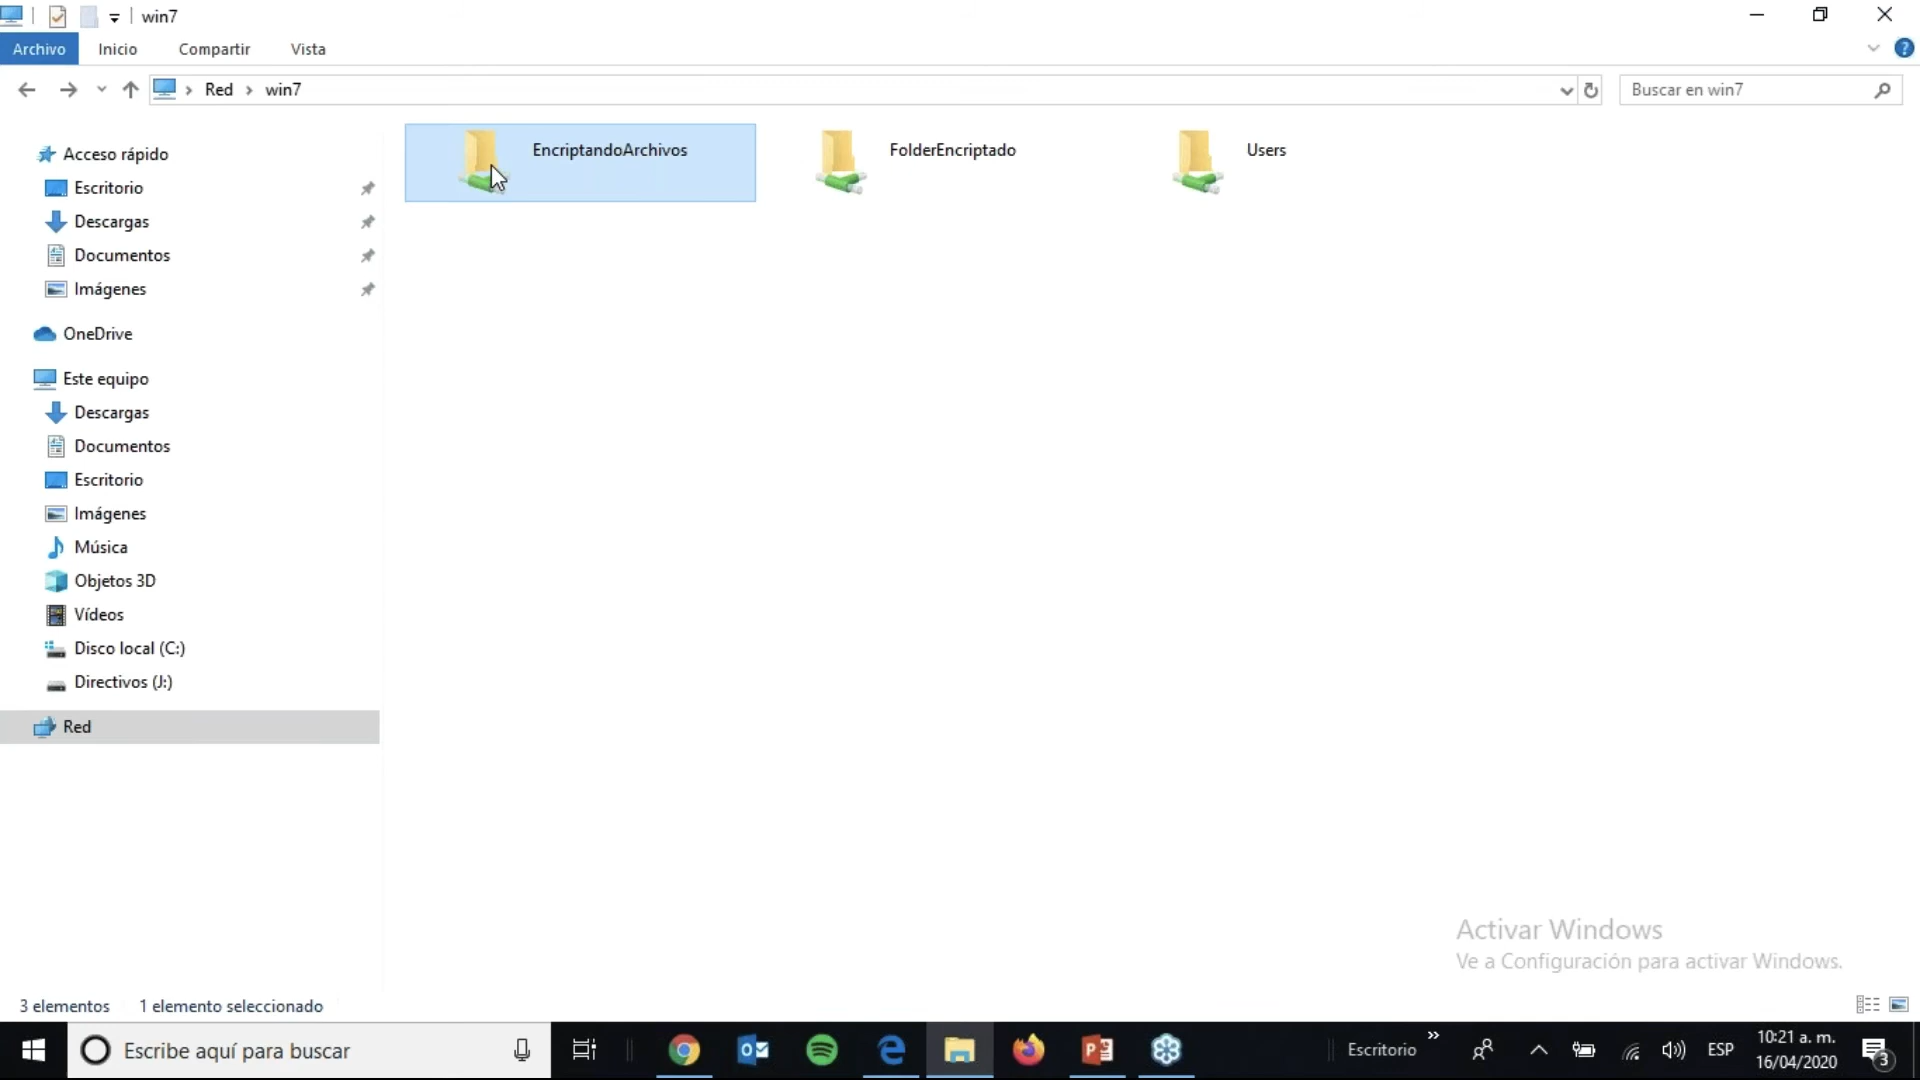 win7
Archivo
Inicio
Compartir
Vista
Red
win7
Buscar en win7
Acceso rápido
Escritorio
Descargas
Documentos
Imágenes
OneDrive
Este equipo
Descargas
Documentos
Escritorio
Imágenes
Música
Objetos 3D
Vídeos
Disco local (C:)
Directivos (J:)
Red
EncriptandoArchivos
FolderEncriptado
Users
Activar Windows
Ve a Configuración para activar Windows.
3 elementos
1 elemento seleccionado
Escribe aquí para buscar
Escritorio
ESP
10:21 a. m.
16/04/2020
3